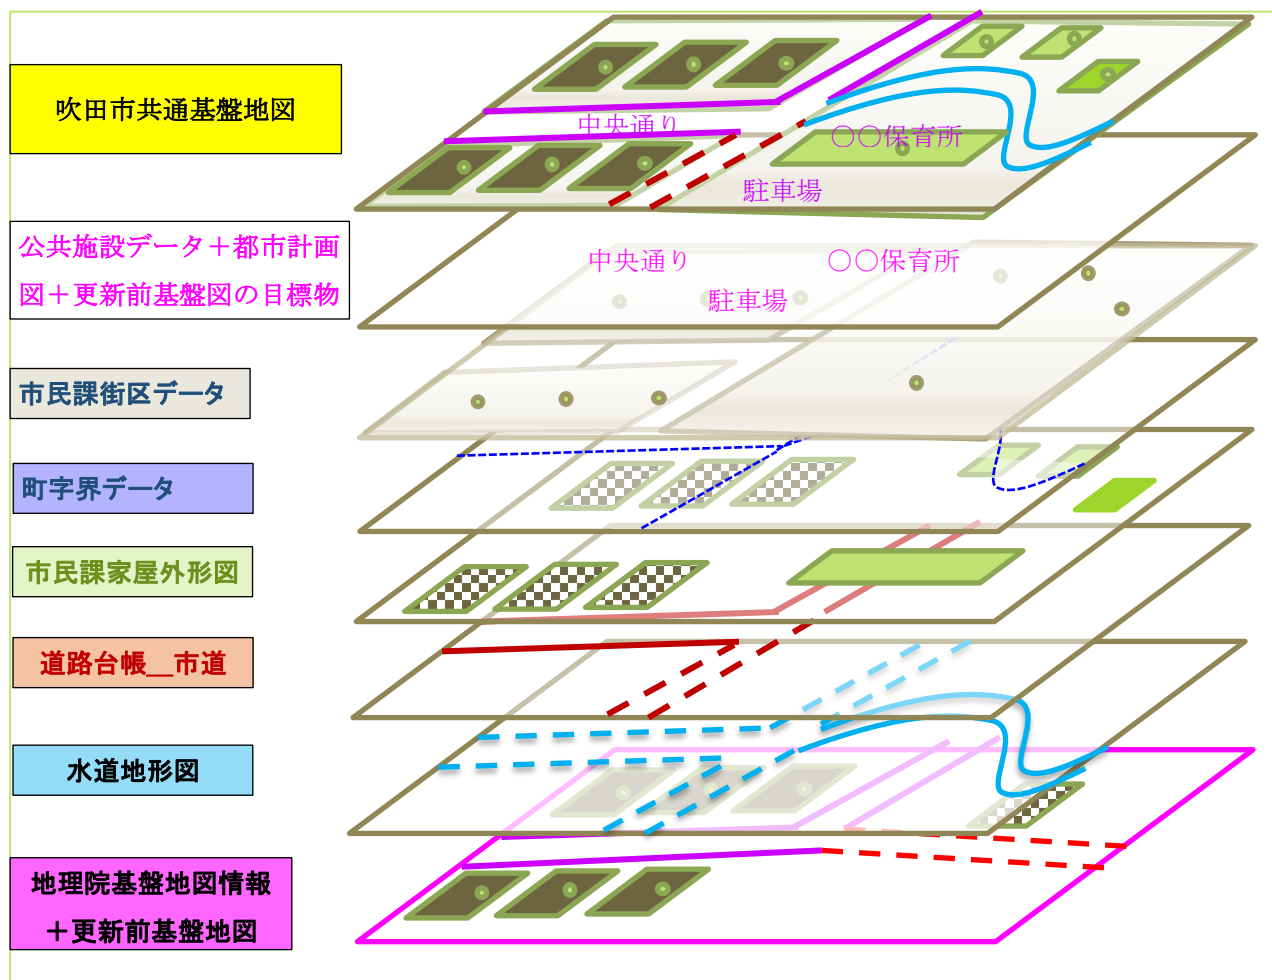 吹田市共通基盤地図
中央通り
○○保育所
駐車場
公共施設データ＋都市計画
図＋更新前基盤図の目標物
中央通り
○○保育所
駐車場
市民課街区データ
町字界データ
市民課家屋外形図
道路台帳__市道
水道地形図
地理院基盤地図情報
＋更新前基盤地図